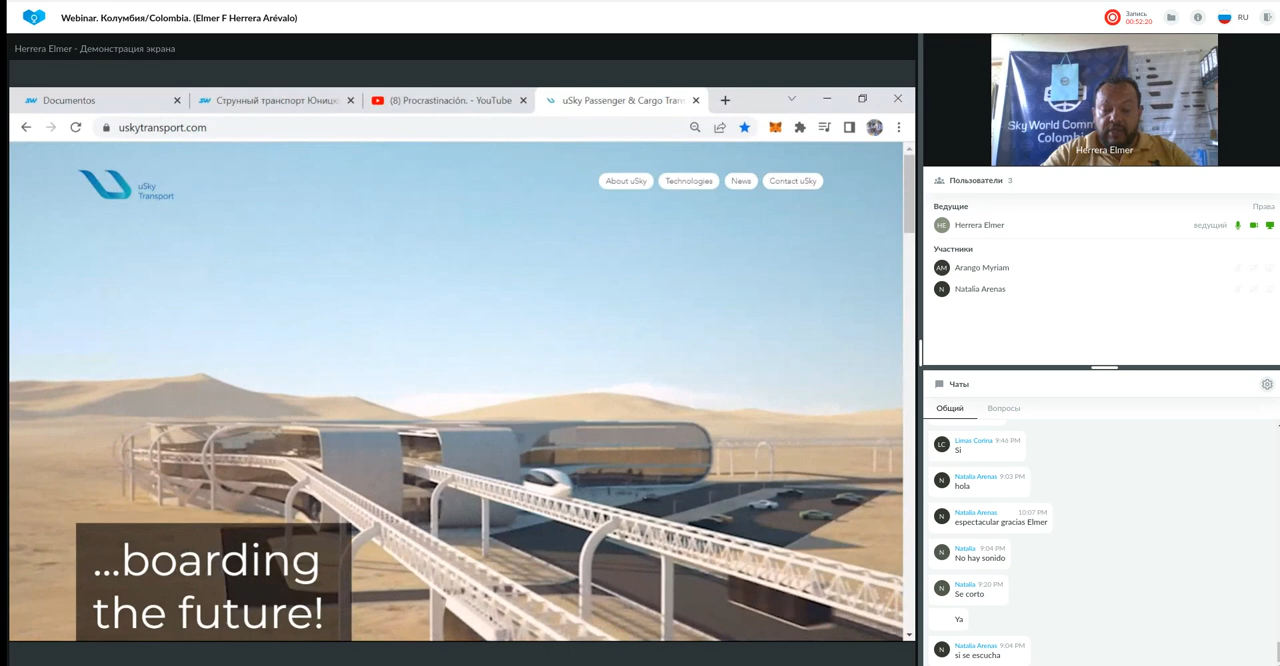 Webinar. Колумбия/Colombia. (Elmer F Herrera Arévalo)
Запись
00:52:20
RU
Herrera Elmer - Демонстрация экрана
Documentos
Струнный транспорт Юниц
(8) Procrastinación. - YouTube
uSky Passenger & Cargo Tran
uskytransport.com
uSky
Transport
About uSky
Technologies
News
Contact uSky
...boarding
the future!
Sky World Comm
Colombia
Herrera Elmer
Пользователи 3
Ведущие
Права
HE
Herrera Elmer
ведущий
Участники
AM
Arango Myriam
N
Natalia Arenas
Чаты
Общий
Вопросы
LC
Limas Corina 9:46 PM
Si
N
Natalia Arenas 9:03 PM
hola
N
Natalia Arenas 10:07 PM
espectacular gracias Elmer
N
Natalia 9:04 PM
No hay sonido
N
Natalia 9:20 PM
Se corto
Ya
N
Natalia Arenas 9:04 PM
si se escucha